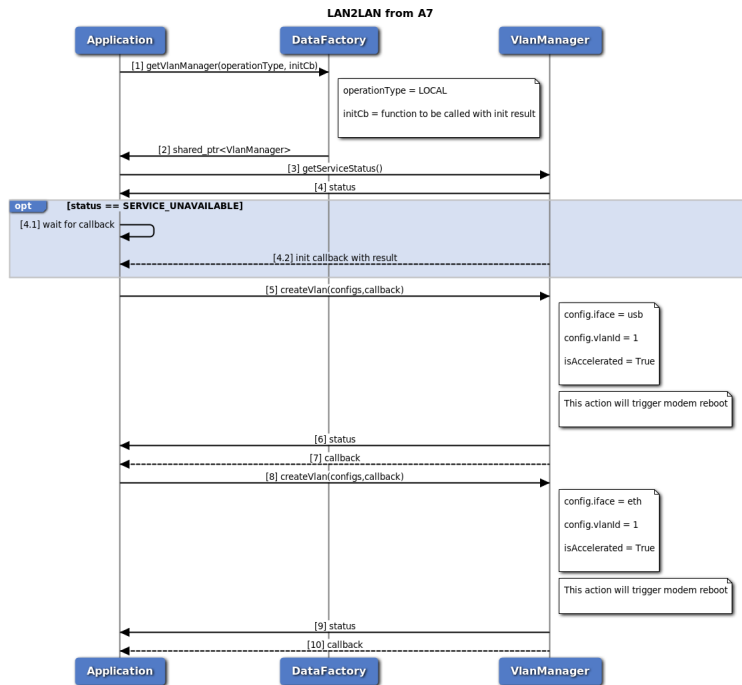 LAN2LAN from A7
Application DataFactory VlanManager
[1] getVlanManager(operationType, initCb)
operationType = LOCAL
initCb = function to be called with init result
[2] shared_ptr<VlanManager>
[3] getServiceStatus()
[4] status
opt [status == SERVICE_UNAVAILABLE]
[4.1] wait for callback
[4.2] init callback with result
[5] createVlan(configs,callback)
config.iface = usb
config.vlanId = 1
isAccelerated = True
This action will trigger modem reboot
[6] status
[7] callback
[8] createVlan(configs,callback)
config.iface = eth
config.vlanId = 1
isAccelerated = True
This action will trigger modem reboot
[9] status
[10] callback
Application DataFactory VlanManager